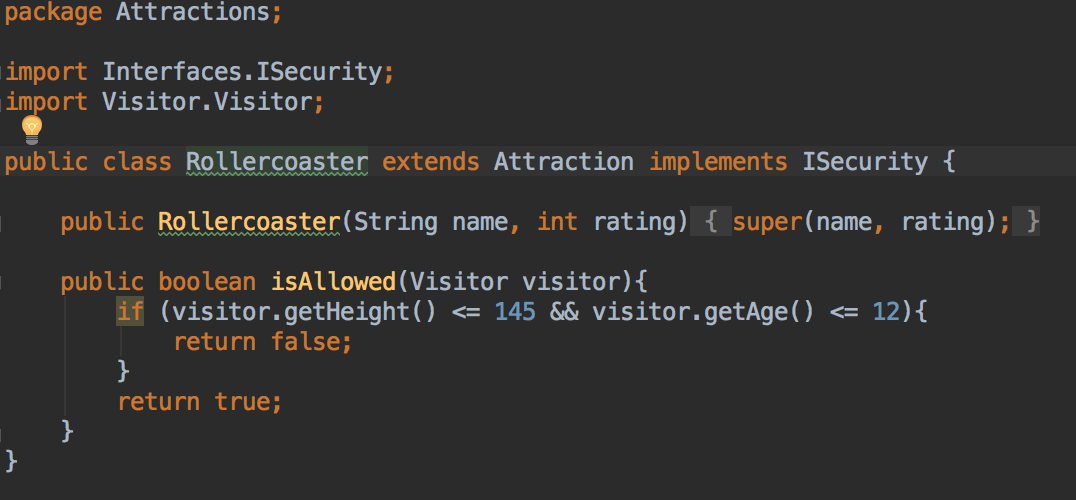 package Attractions;
import Interfaces.ISecurity;
import Visitor.Visitor;
public class Rollercoaster extends Attraction implements ISecurity {
public Rollercoaster(String name, int rating) { super(name, rating); }
public boolean isAllowed(Visitor visitor){
if (visitor.getHeight() <= 145 && visitor.getAge() <= 12){
return false;
}
return true;
}
}